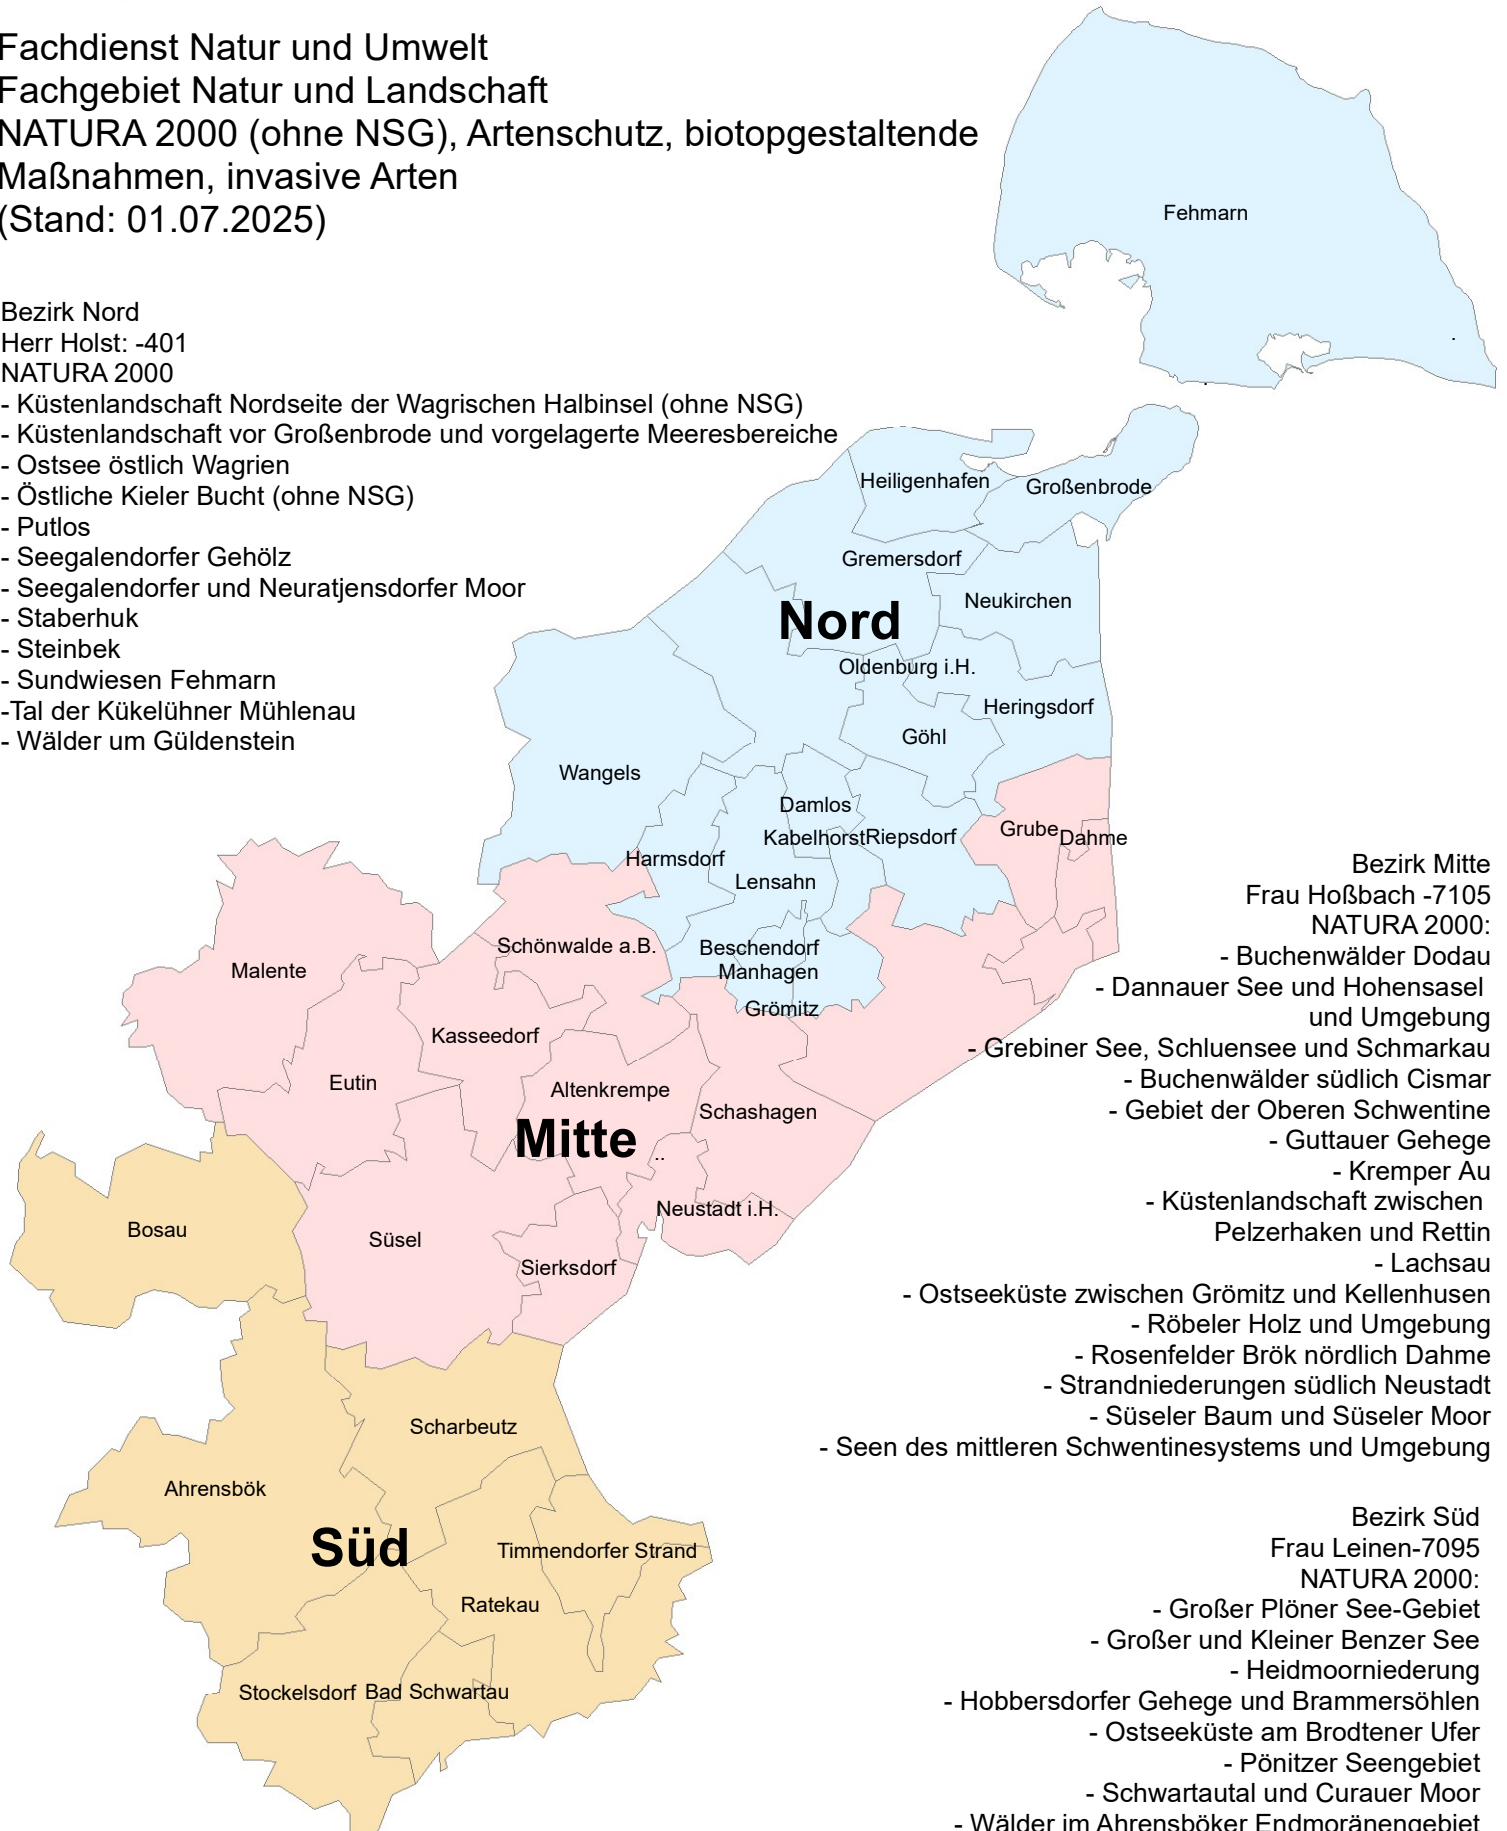 Fachdienst Natur und Umwelt
Fachgebiet Natur und Landschaft
NATURA 2000 (ohne NSG), Artenschutz, biotopgestaltende
Maßnahmen, invasive Arten
(Stand: 01.07.2025)
Bezirk Nord
Herr Holst: -401
NATURA 2000
- Küstenlandschaft Nordseite der Wagrischen Halbinsel (ohne NSG)
- Küstenlandschaft vor Großenbrode und vorgelagerte Meeresbereiche
- Ostsee östlich Wagrien
- Östliche Kieler Bucht (ohne NSG)
- Putlos
- Seegalendorfer Gehölz
- Seegalendorfer und Neuratjensdorfer Moor
- Staberhuk
- Steinbek
- Sundwiesen Fehmarn
-Tal der Kükelühner Mühlenau
- Wälder um Güldenstein
Fehmarn
Heiligenhafen
Großenbrode
Gremersdorf
Neukirchen
Nord
Oldenburg i.H.
Heringsdorf
Göhl
Wangels
Damlos
Kabelhorst
Riepsdorf
Grube
Dahme
Harmsdorf
Lensahn
Schönwalde a.B.
Beschendorf
Manhagen
Grömitz
Malente
Kasseedorf
Eutin
Altenkrempe
Schashagen
Mitte
Neustadt i.H.
Bosau
Süsel
Sierksdorf
Scharbeutz
Ahrensbök
Süd
Timmendorfer Strand
Ratekau
Stockelsdorf
Bad Schwartau
Bezirk Mitte
Frau Hoßbach -7105
NATURA 2000:
- Buchenwälder Dodau
- Dannauer See und Hohensasel
und Umgebung
- Grebiner See, Schluensee und Schmarkau
- Buchenwälder südlich Cismar
- Gebiet der Oberen Schwentine
- Guttauer Gehege
- Kremper Au
- Küstenlandschaft zwischen
Pelzerhaken und Rettin
- Lachsau
- Ostseeküste zwischen Grömitz und Kellenhusen
- Röbeler Holz und Umgebung
- Rosenfelder Brök nördlich Dahme
- Strandniederungen südlich Neustadt
- Süseler Baum und Süseler Moor
- Seen des mittleren Schwentinesystems und Umgebung
Bezirk Süd
Frau Leinen-7095
NATURA 2000:
- Großer Plöner See-Gebiet
- Großer und Kleiner Benzer See
- Heidmoorniederung
- Hobbersdorfer Gehege und Brammersöhlen
- Ostseeküste am Brodtener Ufer
- Pönitzer Seengebiet
- Schwartautal und Curauer Moor
- Wälder im Ahrensböker Endmoränengebiet